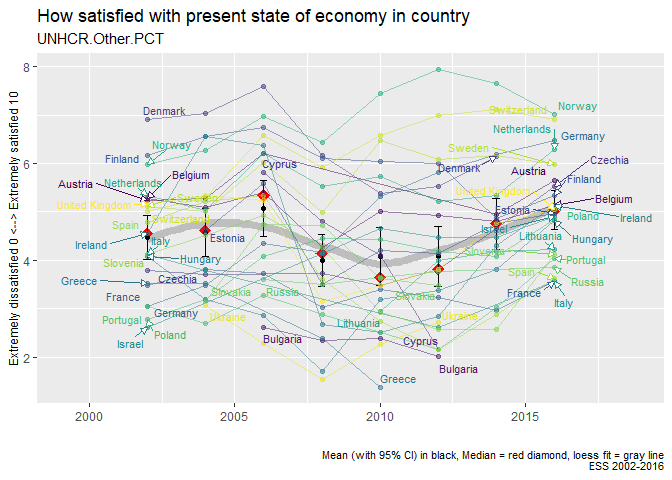 How satisfied with present state of economy in country
UNHCR.Other.PCT
Extremely dissatisfied 0 <--> Extremely satisfied 10
8
6
4
2
2000
2005
2010
2015
Denmark
Norway
Finland
Netherlands
Belgium
Austria
United Kingdom
Sweden
Spain
Switzerland
Ireland
Italy
Estonia
Slovenia
Hungary
Greece
Czechia
France
Slovakia
Russia
Portugal
Germany
Ukraine
Israel
Poland
Cyprus
Bulgaria
Lithuania
Greece
Slovakia
Cyprus
Bulgaria
Ukraine
Denmark
Sweden
Switzerland
Norway
Netherlands
Germany
Czechia
Austria
Finland
United Kingdom
Belgium
Estonia
Poland
Ireland
Israel
Lithuania
Hungary
Slovenia
Portugal
Spain
Russia
France
Italy
Mean (with 95% CI) in black, Median = red diamond, loess fit = gray line
ESS 2002-2016